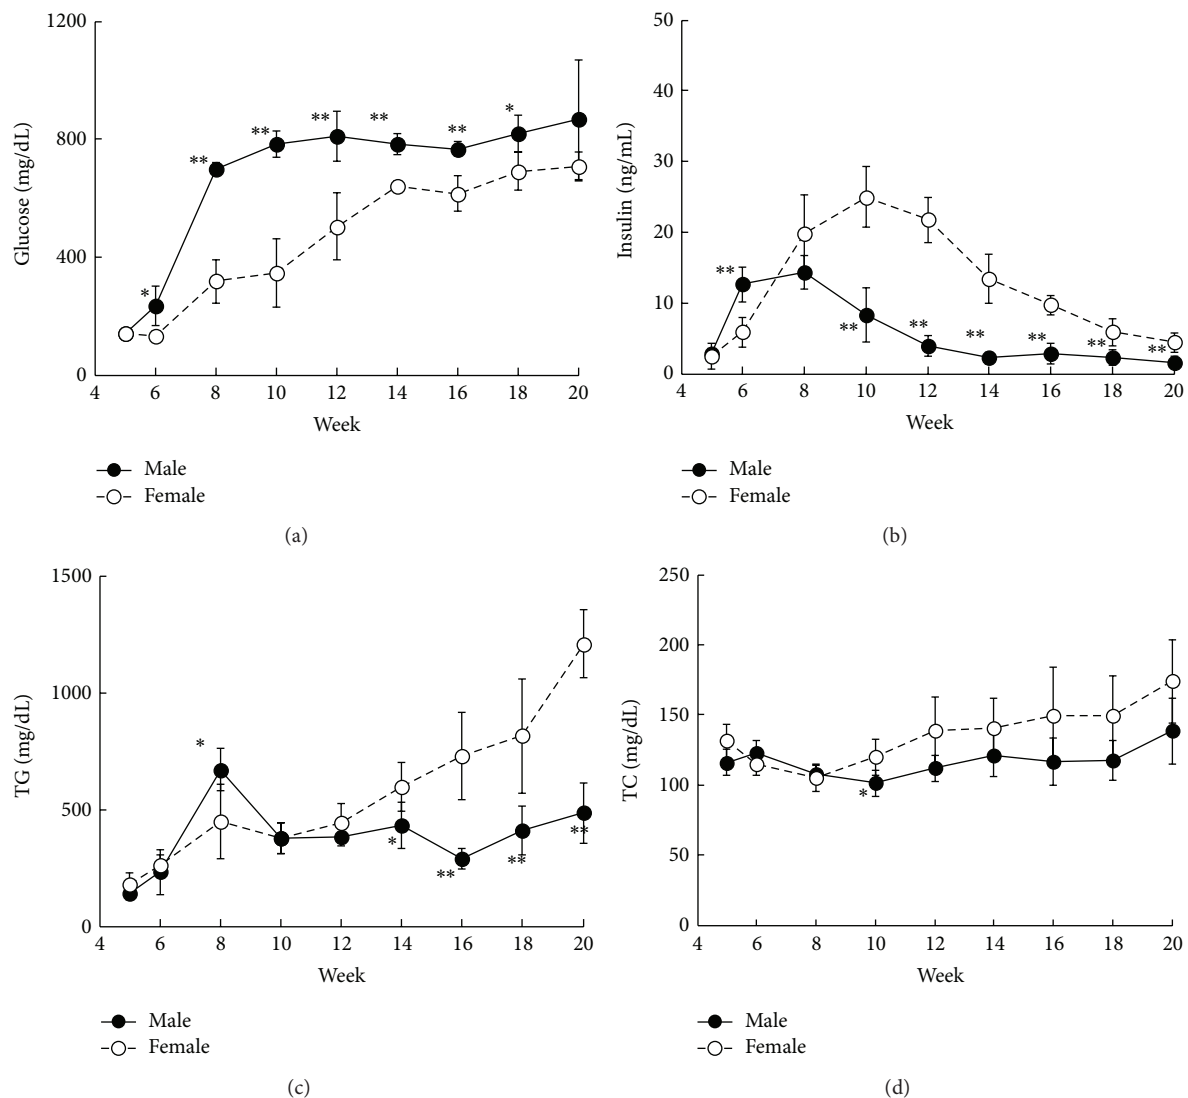 1200
800
400
0
Glucose (mg/dL)
* ** ** ** ** ** *
4 6 8 10 12 14 16 18 20
Week
Male
Female
(a)
50
40
30
20
10
0
Insulin (ng/mL)
** ** ** ** ** ** **
4 6 8 10 12 14 16 18 20
Week
Male
Female
(b)
1500
1000
500
0
TG (mg/dL)
* * ** ** **
4 6 8 10 12 14 16 18 20
Week
Male
Female
(c)
250
200
150
100
50
0
TC (mg/dL)
*
4 6 8 10 12 14 16 18 20
Week
Male
Female
(d)